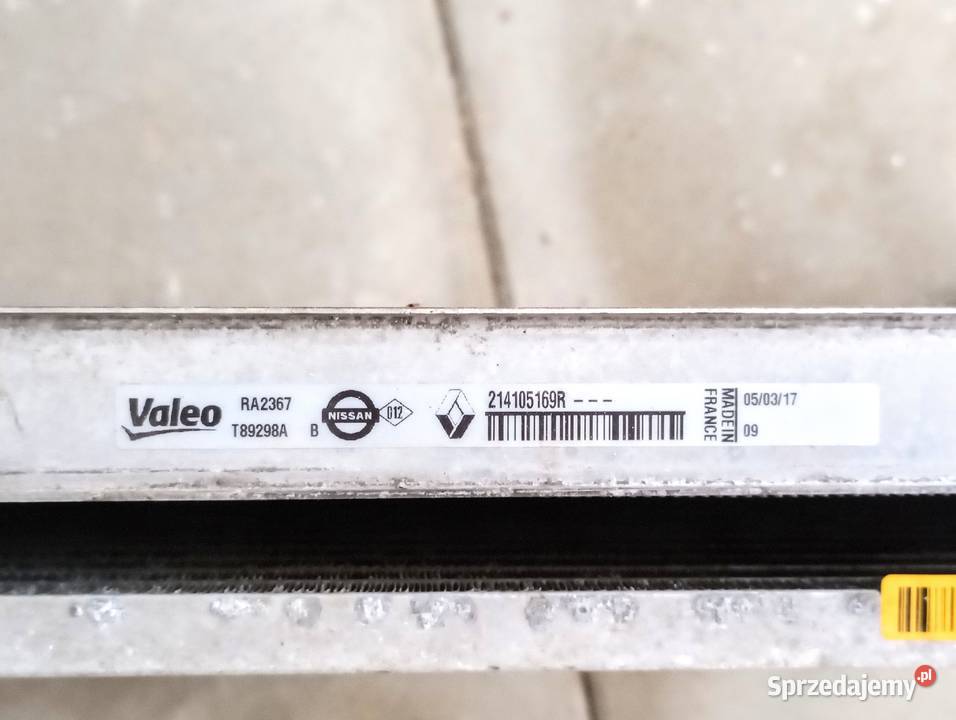 Valeo
RA2367
T89298A B
NISSAN
012
214105169R - - -
MADE IN
FRANCE
05/03/17
09
Sprzedajemy.pl